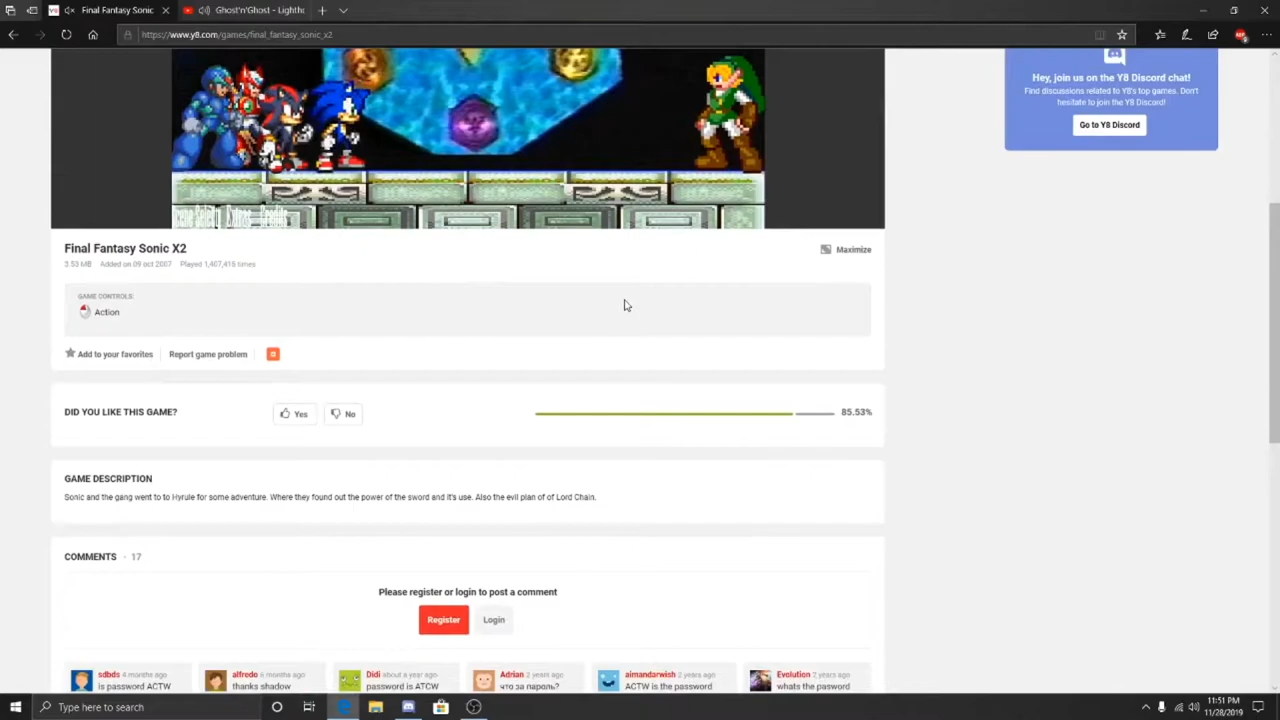 Final Fantasy Sonic
Ghost'n'Ghost - Lightho
https://www.y8.com/games/final_fantasy_sonic_x2
Hey, join us on the Y8 Discord chat!
Find discussions related to Y8's top games. Don't
hesitate to join the Y8 Discord!
Go to Y8 Discord
Final Fantasy Sonic X2
Maximize
3.53 MB Added on 09 oct 2007 Played 1,407,415 times
GAME CONTROLS:
Action
Add to your favorites
Report game problem
DID YOU LIKE THIS GAME?
Yes
No
85.53%
GAME DESCRIPTION
Sonic and the gang went to to Hyrule for some adventure. Where they found out the power of the sword and it's use. Also the evil plan of of Lord Chain.
COMMENTS · 17
Please register or login to post a comment
Register
Login
sdbds 4 months ago
is password ACTW
alfredo 6 months ago
thanks shadow
Didi about a year ago
password is ATCW
Adrian 2 years ago
что за пароль?
aimandarwish 2 years ago
ACTW is the password
Evolution 2 years ago
whats the pasword
Type here to search
11:51 PM
11/28/2019